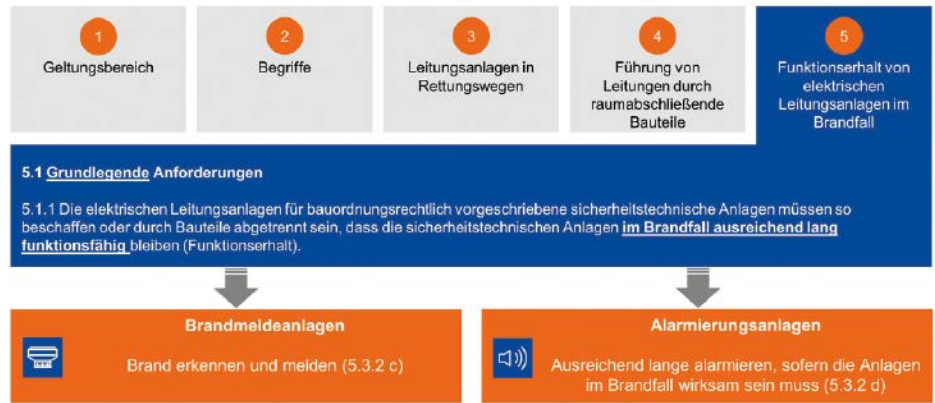 1
Geltungsbereich
2
Begriffe
3
Leitungsanlagen in
Rettungswegen
4
Führung von
Leitungen durch
raumabschließende
Bauteile
5
Funktionserhalt von
elektrischen
Leitungsanlagen im
Brandfall
5.1 Grundlegende Anforderungen
5.1.1 Die elektrischen Leitungsanlagen für bauordnungsrechtlich vorgeschriebene sicherheitstechnische Anlagen müssen so
beschaffen oder durch Bauteile abgetrennt sein, dass die sicherheitstechnischen Anlagen im Brandfall ausreichend lang
funktionsfähig bleiben (Funktionserhalt).
Brandmeldeanlagen
Brand erkennen und melden (5.3.2 c)
Alarmierungsanlagen
Ausreichend lange alarmieren, sofern die Anlagen
im Brandfall wirksam sein muss (5.3.2 d)